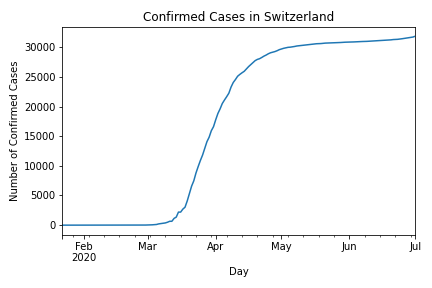 Confirmed Cases in Switzerland
Number of Confirmed Cases
30000
25000
20000
15000
10000
5000
0
Feb Mar Apr May Jun Jul
2020
Day